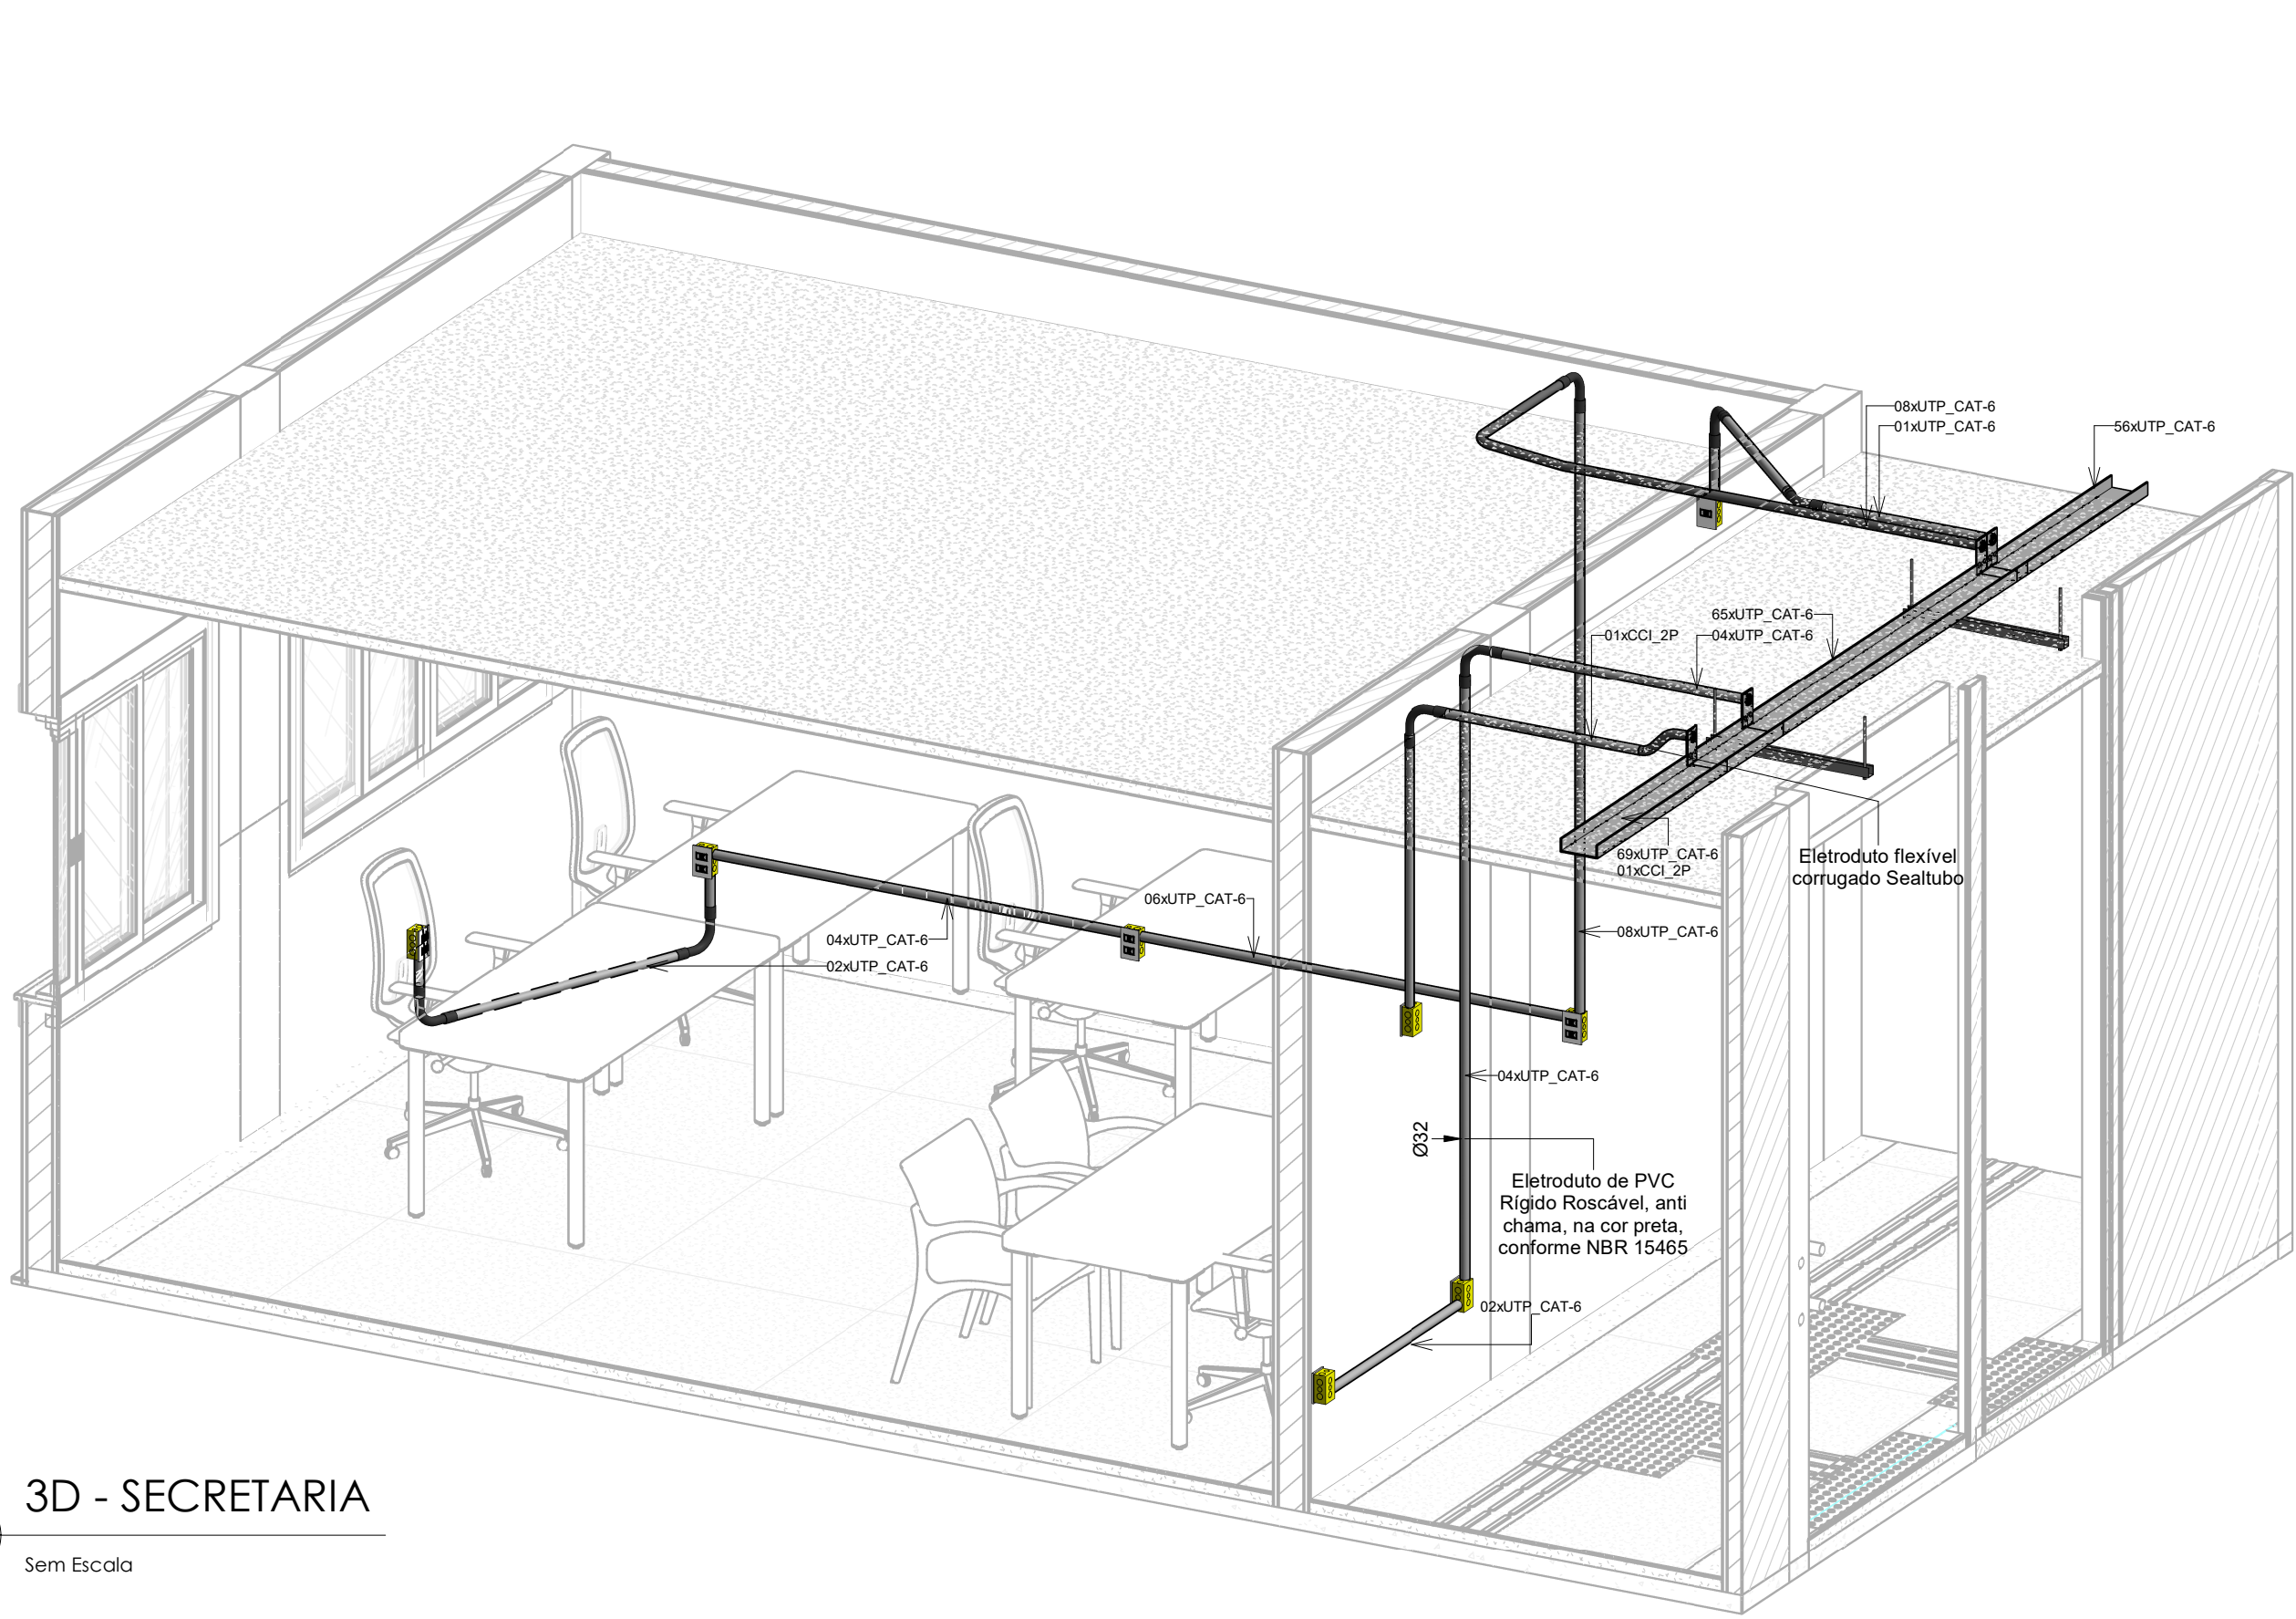 08xUTP_CAT-6
01xUTP_CAT-6
56xUTP_CAT-6
65xUTP_CAT-6
01xCCI_2P
04xUTP_CAT-6
69xUTP_CAT-6
01xCCI_2P
Eletroduto flexível
corrugado Sealtubo
06xUTP_CAT-6
08xUTP_CAT-6
04xUTP_CAT-6
02xUTP_CAT-6
04xUTP_CAT-6
Ø32
Eletroduto de PVC
Rígido Roscável, anti
chama, na cor preta,
conforme NBR 15465
02xUTP_CAT-6
3D - SECRETARIA
Sem Escala